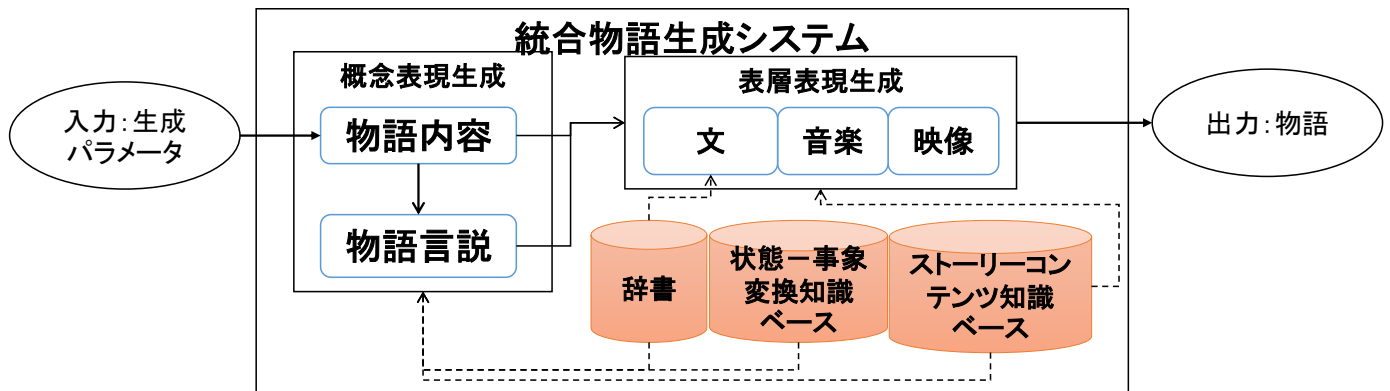 統合物語生成システム
入力：生成
パラメータ
概念表現生成
物語内容
物語言説
表層表現生成
文
音楽
映像
出力：物語
辞書
状態－事象
変換知識
ベース
ストーリーコン
テンツ知識
ベース